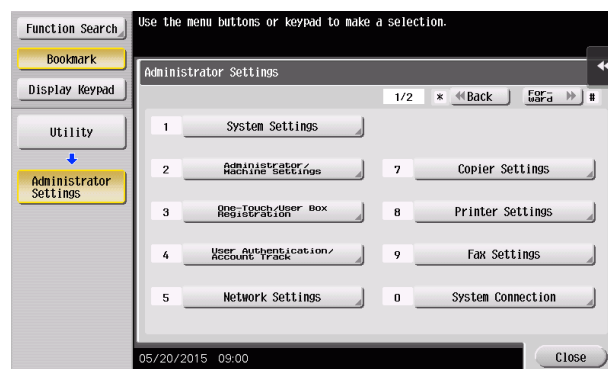 Function Search
Use the menu buttons or keypad to make a selection.
Bookmark
Display Keypad
Utility
Administrator
Settings
Administrator Settings
1/2 * Back For-
ward #
1 System Settings
2 Administrator/
Machine Settings
7 Copier Settings
3 One-Touch/User Box
Registration
8 Printer Settings
4 User Authentication/
Account Track
9 Fax Settings
5 Network Settings
0 System Connection
05/20/2015 09:00
Close